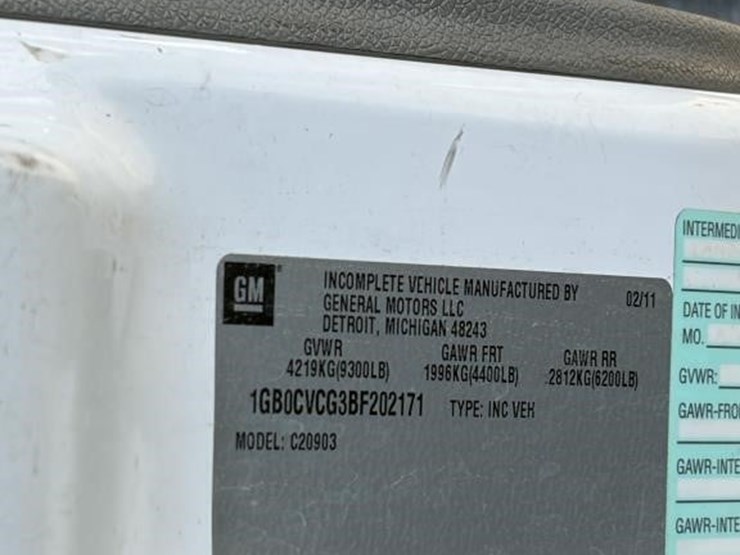 GM
INCOMPLETE VEHICLE MANUFACTURED BY 02/11
GENERAL MOTORS LLC
DETROIT, MICHIGAN 48243
GVWR GAWR FRT GAWR RR
4219KG(9300LB) 1996KG(4400LB) 2812KG(6200LB)
1GB0CVCG3BF202171 TYPE: INC VEH
MODEL: C20903
INTERMEDI
DATE OF IN
MO.
GVWR:
GAWR-FRO
GAWR-INTE
GAWR-INTE